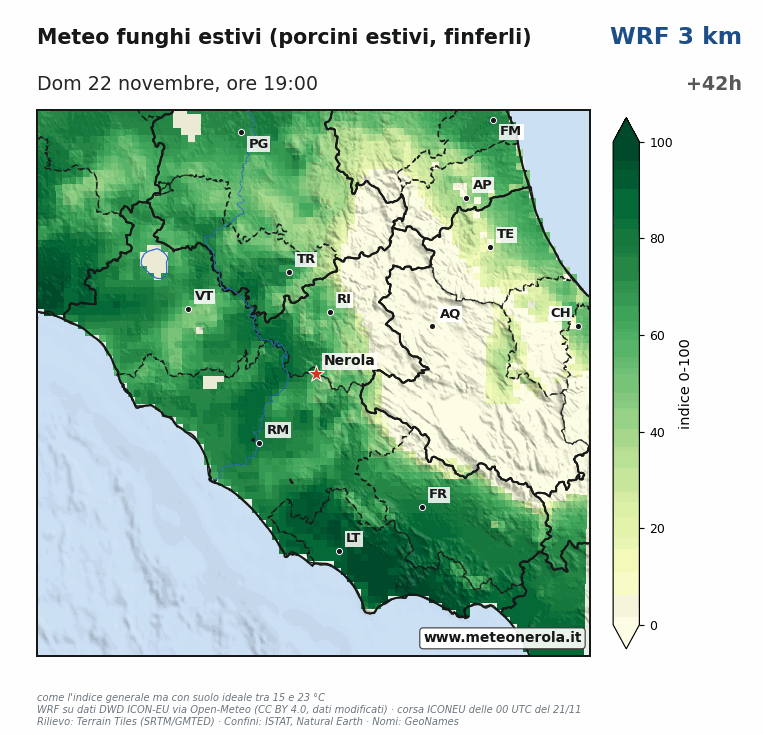 Meteo funghi estivi (porcini estivi, finferli)
WRF 3 km
Dom 22 novembre, ore 19:00
+42h
FM
PG
AP
TE
TR
RI
VT
AQ
CH
Nerola
RM
FR
LT
www.meteonerola.it
100
80
60
40
20
0
indice 0-100
come l'indice generale ma con suolo ideale tra 15 e 23 °C
WRF su dati DWD ICON-EU via Open-Meteo (CC BY 4.0, dati modificati) · corsa ICONEU delle 00 UTC del 21/11
Rilievo: Terrain Tiles (SRTM/GMTED) · Confini: ISTAT, Natural Earth · Nomi: GeoNames